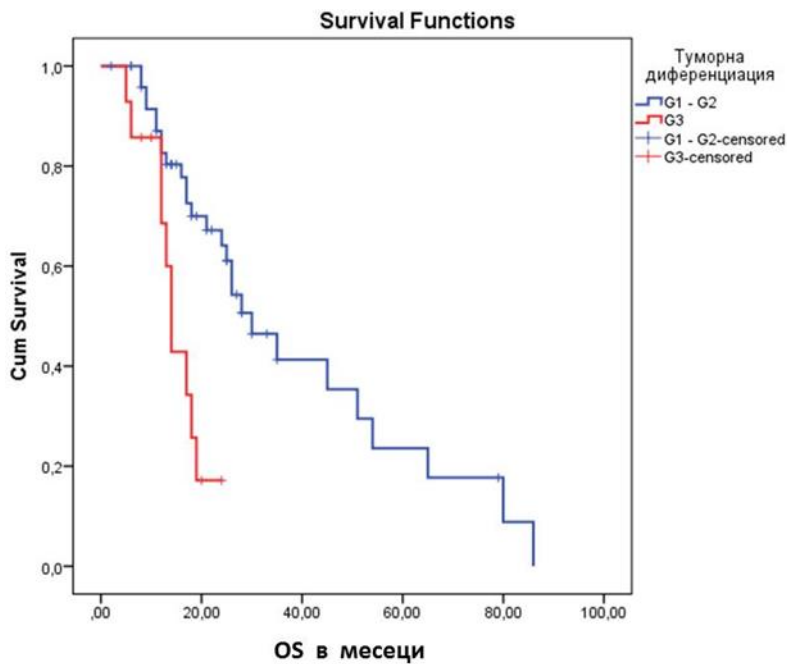 Survival Functions
Туморна
диференциация
G1 - G2
G3
G1 - G2-censored
G3-censored
Cum Survival
1,0
0,8
0,6
0,4
0,2
0,0
,00 20,00 40,00 60,00 80,00 100,00
OS в месеци